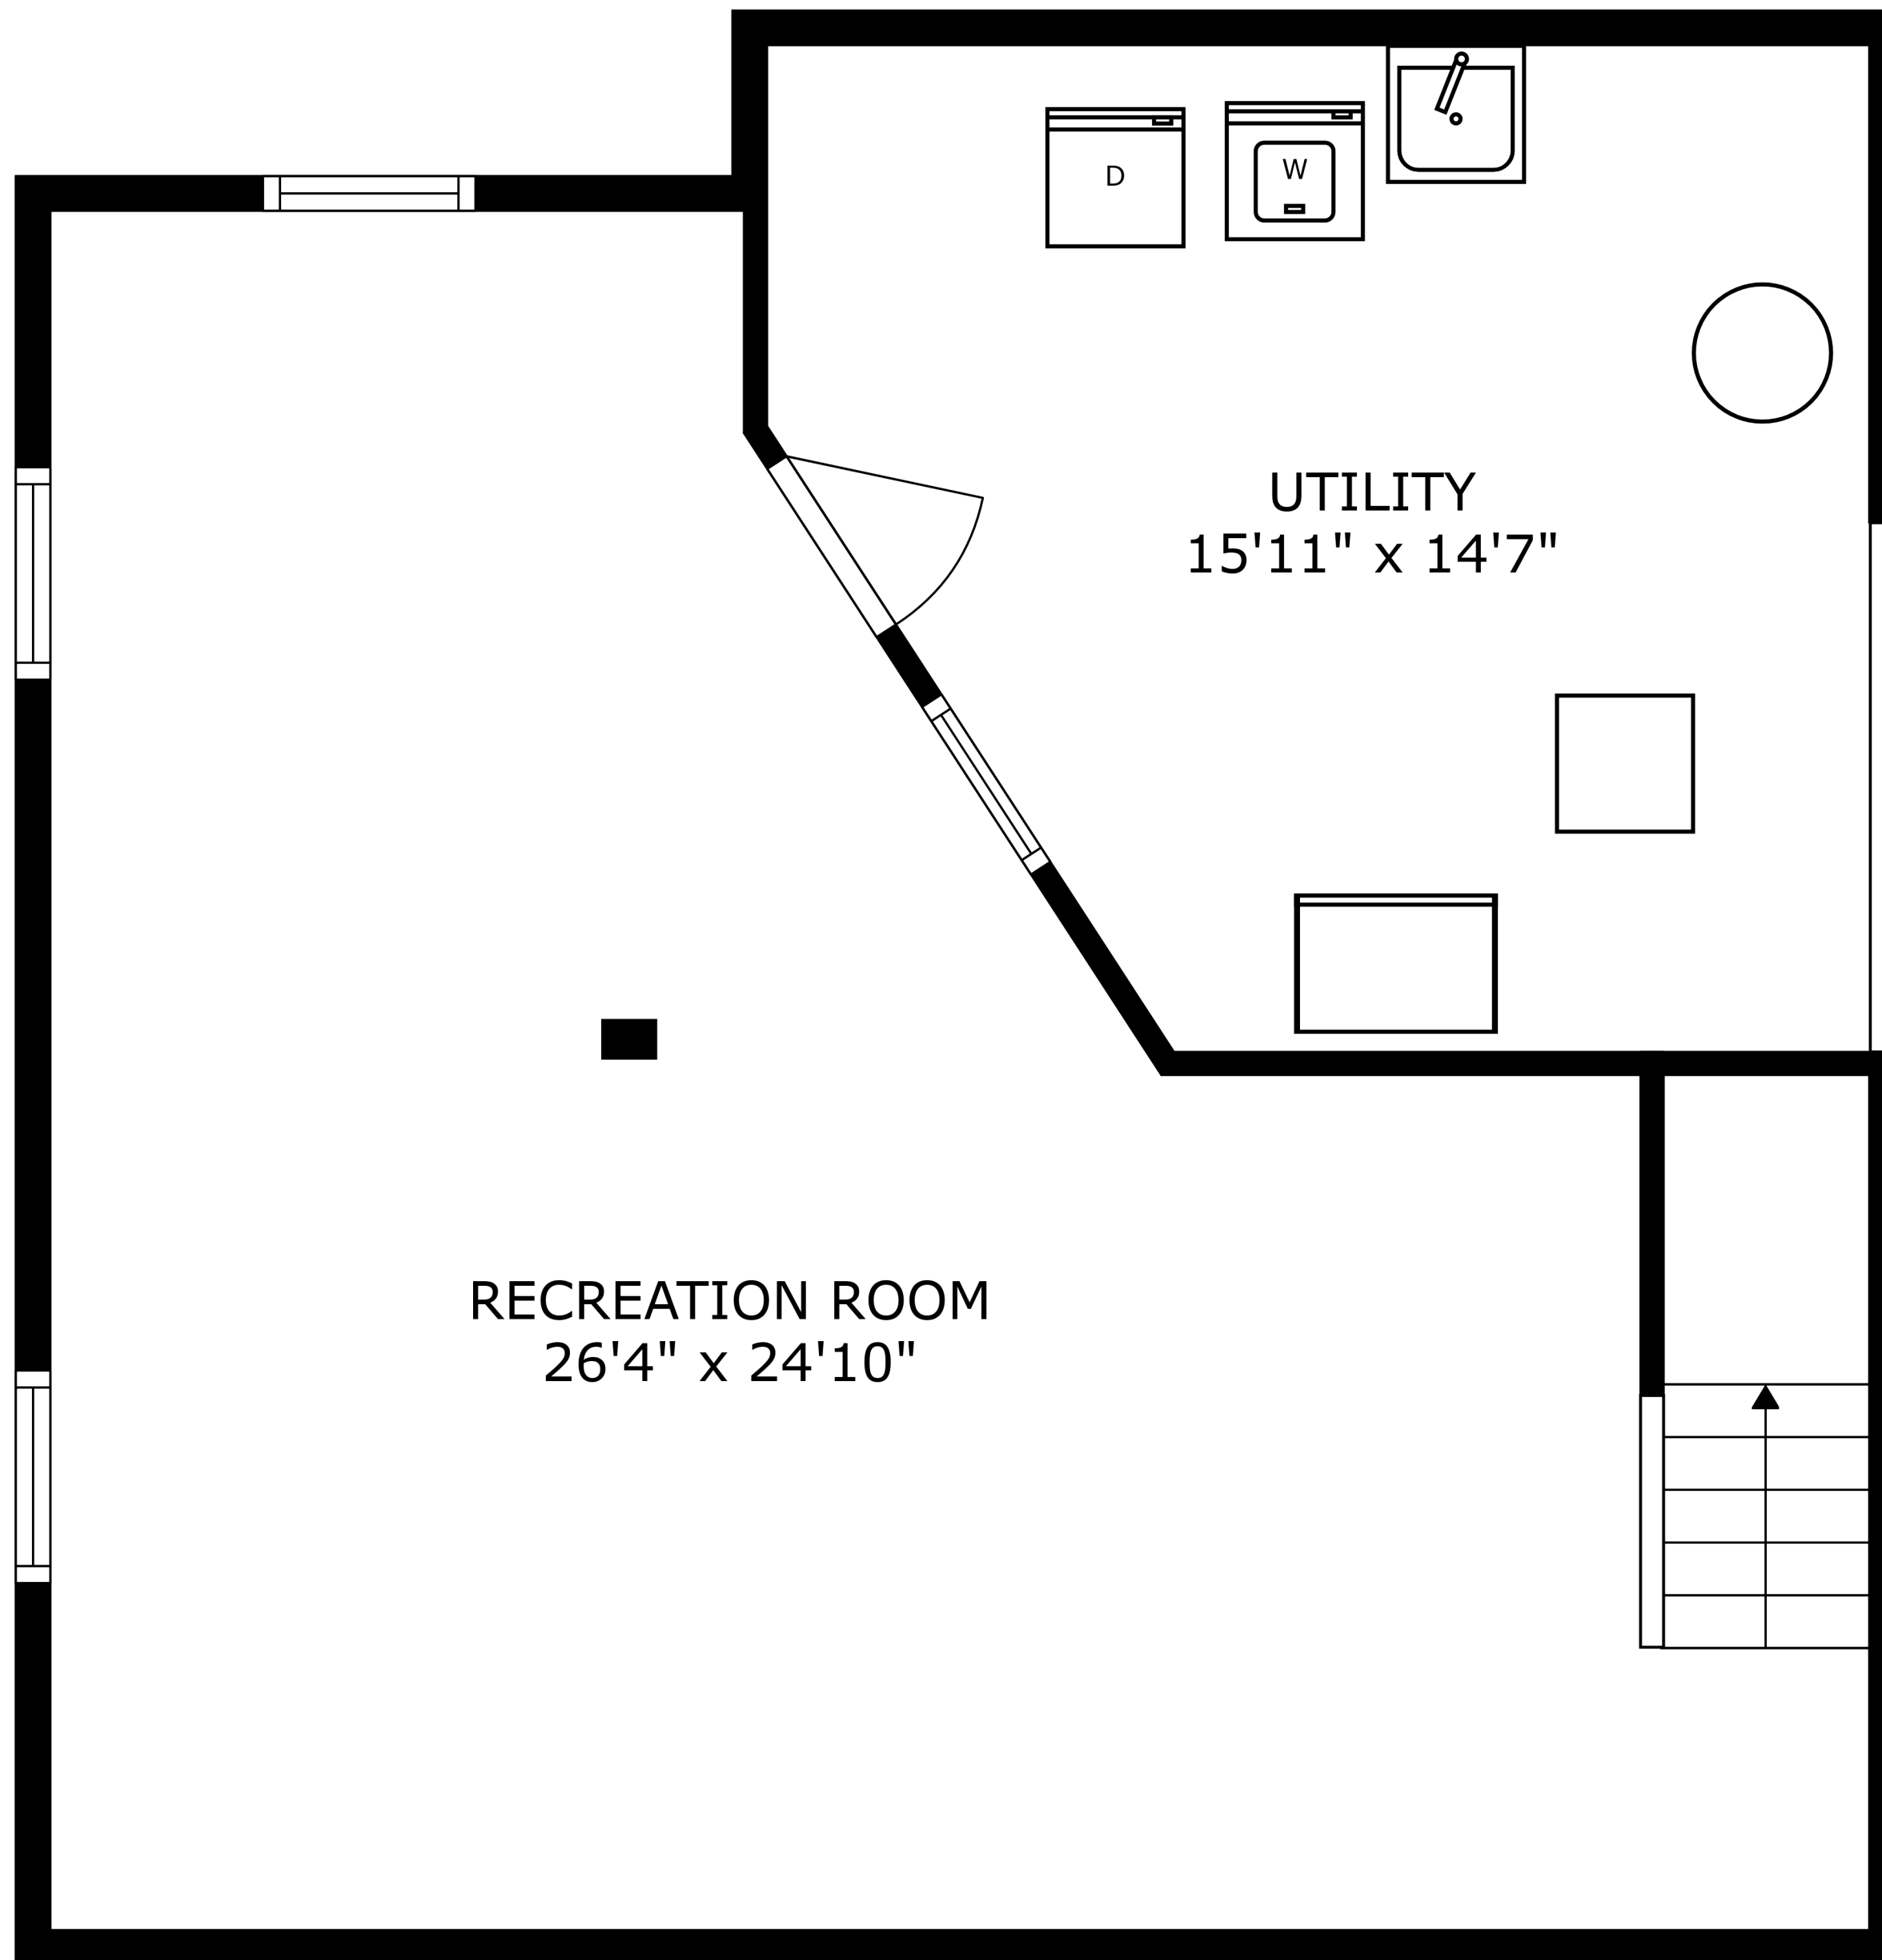 D
W
UTILITY
15'11" x 14'7"
RECREATION ROOM
26'4" x 24'10"